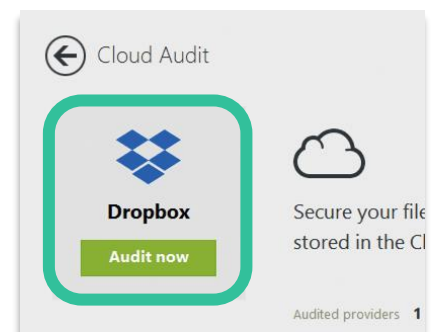 Cloud Audit
Dropbox
Audit now
Secure your file
stored in the Cl
Audited providers 1